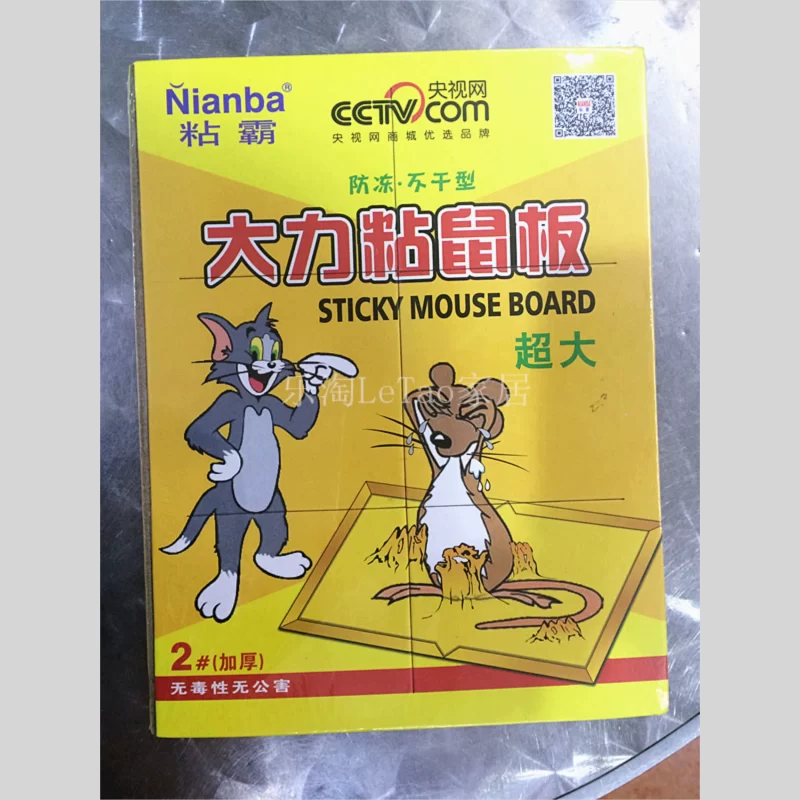 Nianba®
粘霸
央视网
CCTV.com
央视网商城优选品牌
防冻·不干型
大力粘鼠板
STICKY MOUSE BOARD
超大
乐淘LeTao家居
2#(加厚)
无毒性无公害